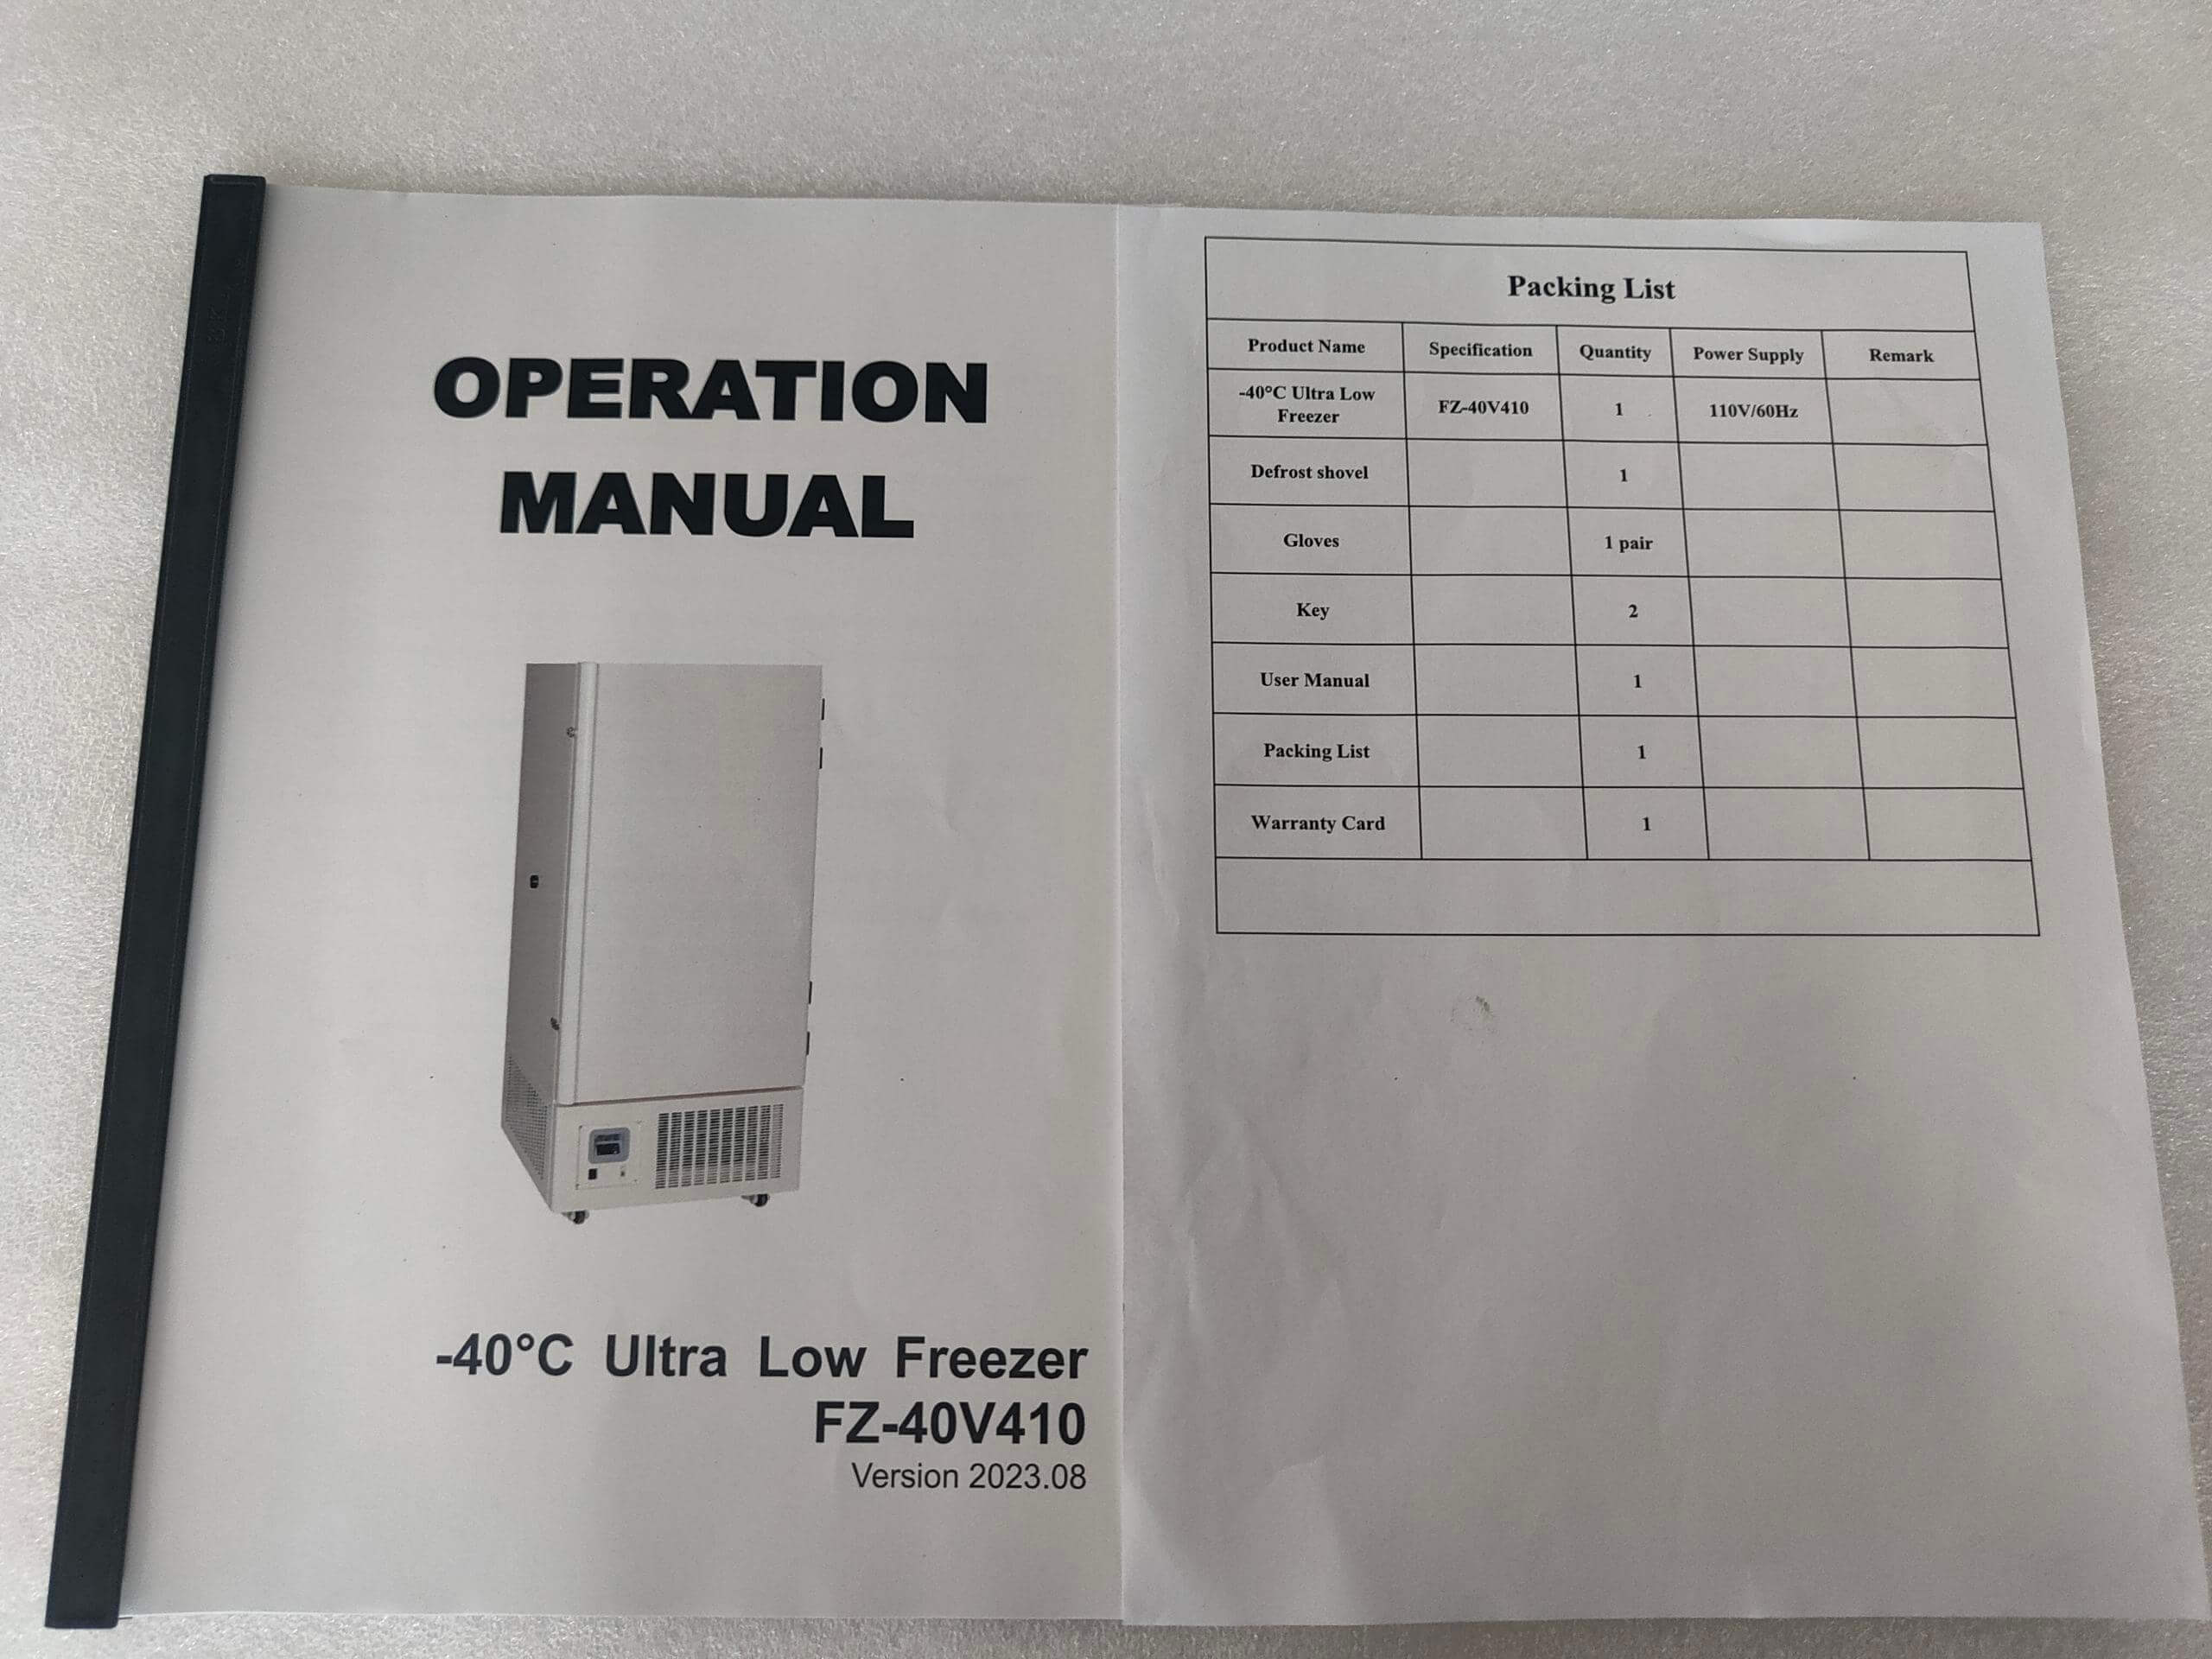 OPERATION
MANUAL
-40°C Ultra Low Freezer
FZ-40V410
Version 2023.08
Packing List
Product Name Specification Quantity Power Supply Remark
-40°C Ultra Low
Freezer FZ-40V410 1 110V/60Hz
Defrost shovel 1
Gloves 1 pair
Key 2
User Manual 1
Packing List 1
Warranty Card 1